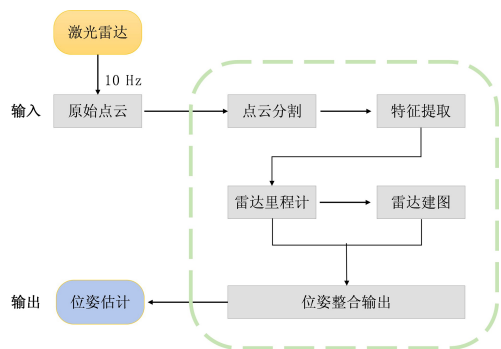 激光雷达
10 Hz
输入
原始点云
点云分割
特征提取
雷达里程计
雷达建图
输出
位姿估计
位姿整合输出